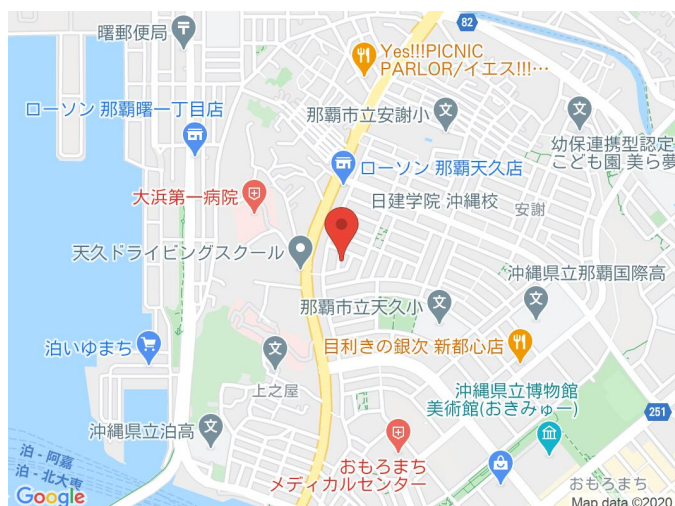 曙郵便局
82
Yes!!!PICNIC
PARLOR/イエス!!!…
ローソン 那覇曙一丁目店
那覇市立安謝小
幼保連携型認定
こども園 美ら夢
ローソン 那覇天久店
大浜第一病院
日建学院 沖縄校
安謝
天久ドライビングスクール
沖縄県立那覇国際高
那覇市立天久小
泊いゆまち
目利きの銀次 新都心店
上之屋
沖縄県立博物館
美術館(おきみゅー)
251
沖縄県立泊高
おもろまち
メディカルセンター
泊 - 阿嘉
泊 - 北大東
おもろまち
Google
Map data ©2020